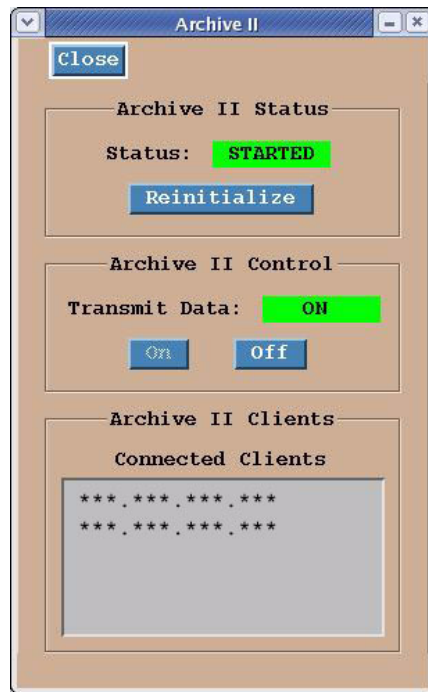 Archive II
Close
Archive II Status
Status: STARTED
Reinitialize
Archive II Control
Transmit Data: ON
On Off
Archive II Clients
Connected Clients
***.***.***.***
***.***.***.***